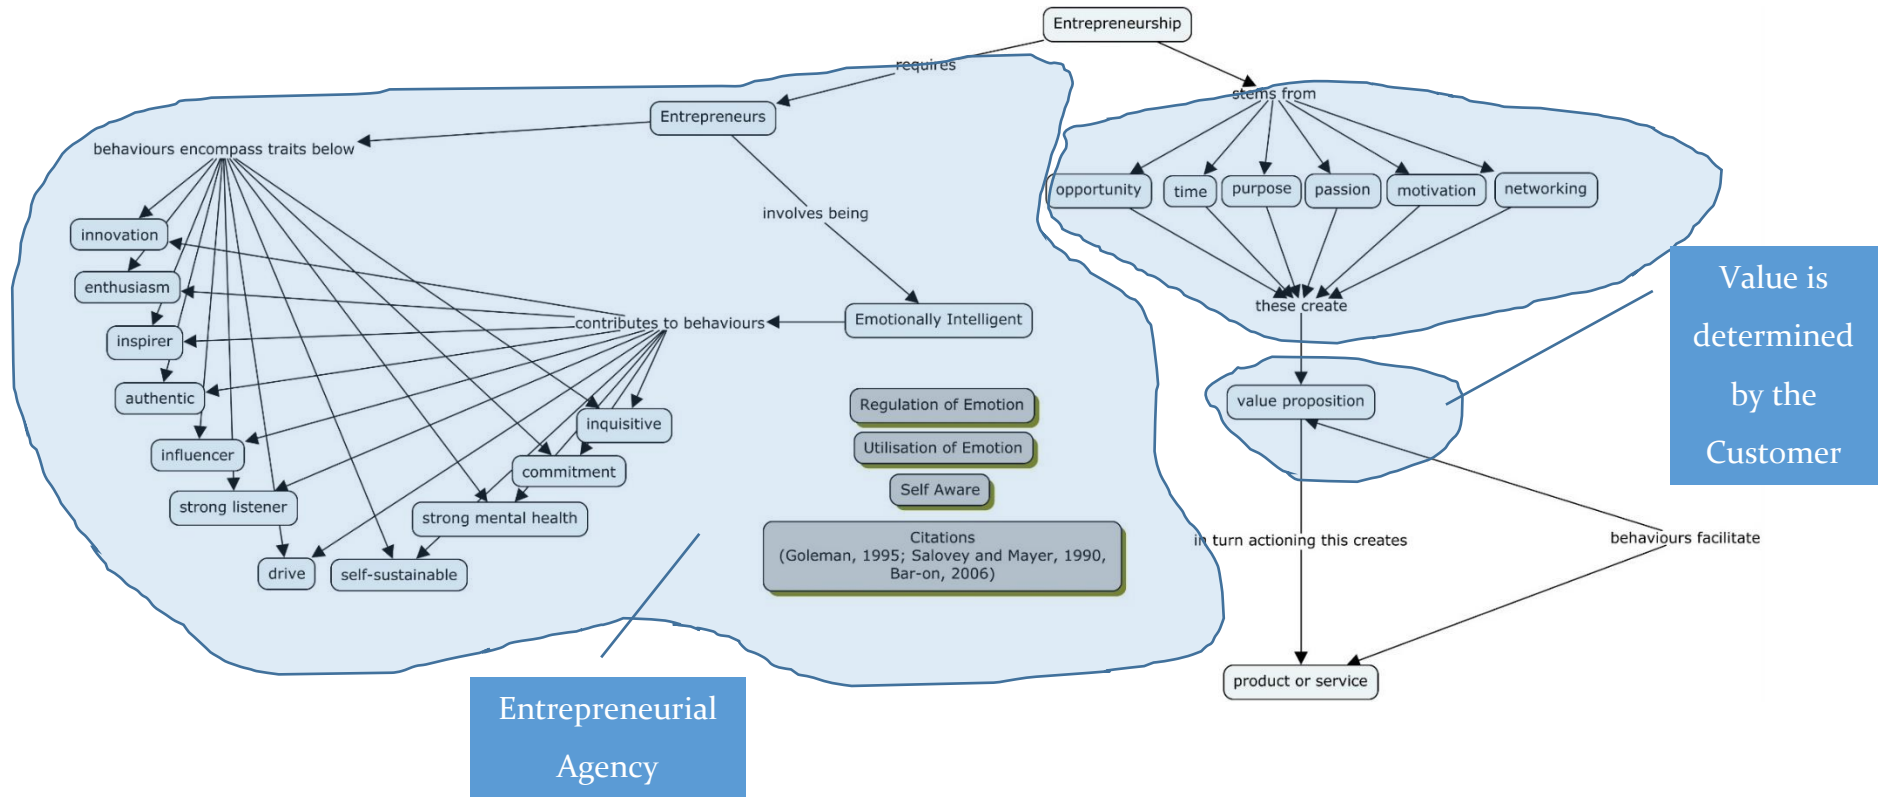 Entrepreneurship
requires
stems from
Entrepreneurs
behaviours encompass traits below
involves being
opportunity
time
purpose
passion
motivation
networking
innovation
enthusiasm
inspirer
authentic
influencer
strong listener
drive
self-sustainable
strong mental health
commitment
inquisitive
contributes to behaviours
Emotionally Intelligent
these create
value proposition
Regulation of Emotion
Utilisation of Emotion
Self Aware
Citations
(Goleman, 1995; Salovey and Mayer, 1990,
Bar-on, 2006)
in turn actioning this creates
behaviours facilitate
product or service
Value is
determined
by the
Customer
Entrepreneurial
Agency